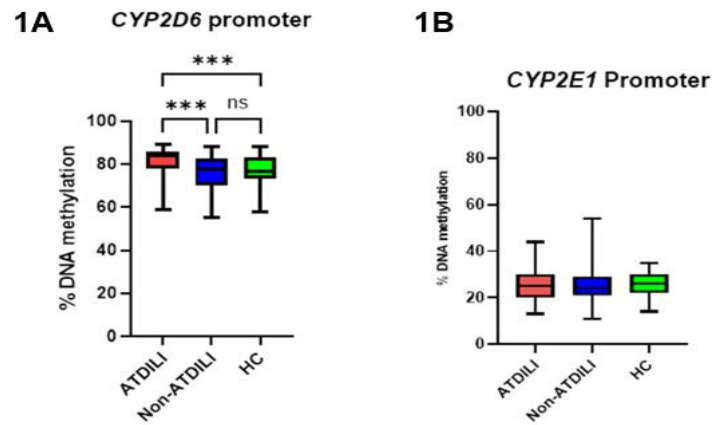 1A
CYP2D6 promoter
***
*** ns
100
80
60
40
20
0
% DNA methylation
ATDILI
Non-ATDILI
HC
1B
CYP2E1 Promoter
100
80
60
40
20
0
% DNA methylation
ATDILI
Non-ATDILI
HC